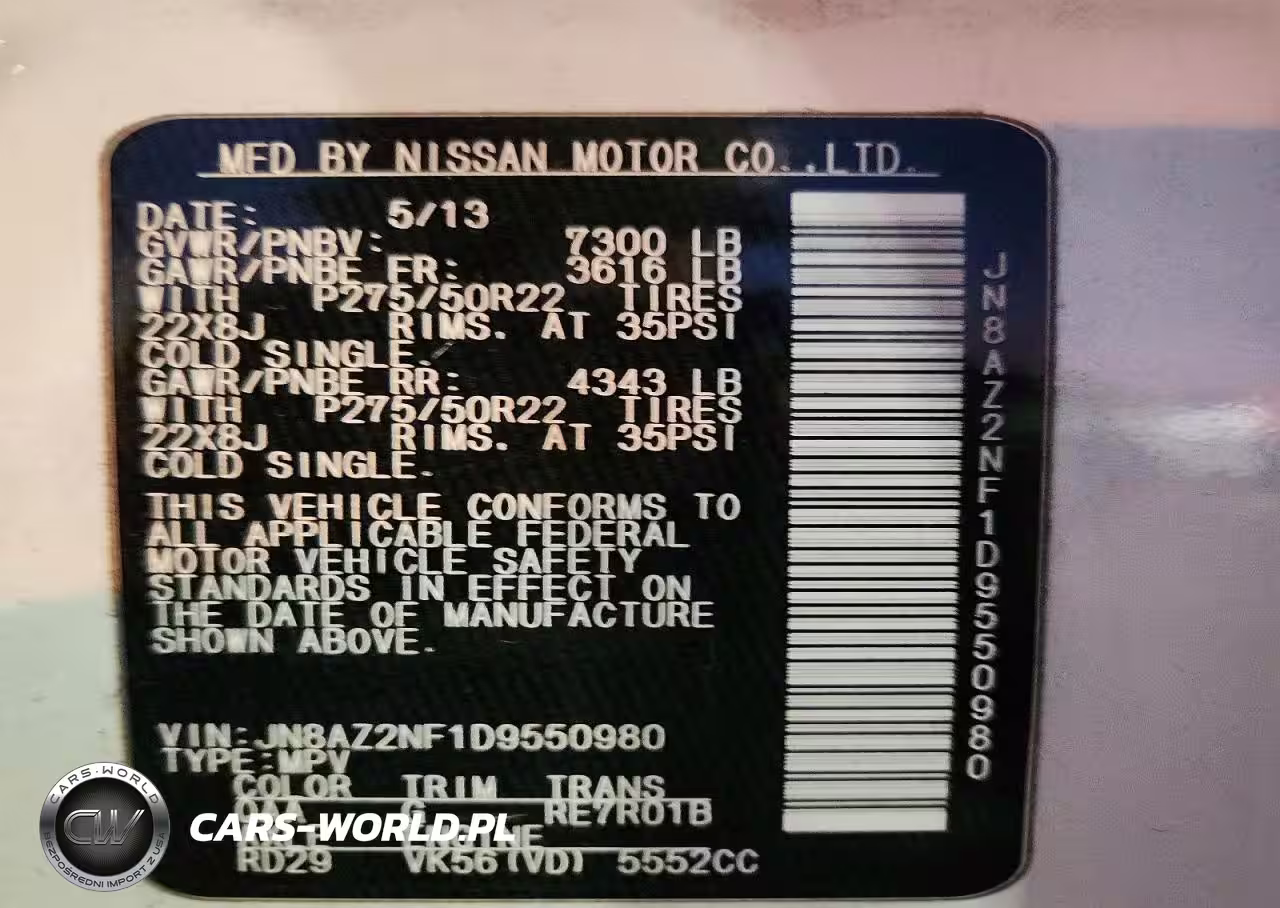 MFD BY NISSAN MOTOR CO.,LTD.
DATE: 5/13
GVWR/PNBV: 7300 LB
GAWR/PNBE FR: 3616 LB
WITH P275/50R22 TIRES
22X8J RIMS. AT 35PSI
COLD SINGLE.
GAWR/PNBE RR: 4343 LB
WITH P275/50R22 TIRES
22X8J RIMS. AT 35PSI
COLD SINGLE.
THIS VEHICLE CONFORMS TO
ALL APPLICABLE FEDERAL
MOTOR VEHICLE SAFETY
STANDARDS IN EFFECT ON
THE DATE OF MANUFACTURE
SHOWN ABOVE.
VIN:JN8AZ2NF1D9550980
TYPE:MPV
COLOR TRIM TRANS
QAA G RE7R01B
RD29 VK56(VD) 5552CC
JN8AZ2NF1D9550980
CARS-WORLD
CW
BEZPOŚREDNI IMPORT Z USA
CARS-WORLD.PL